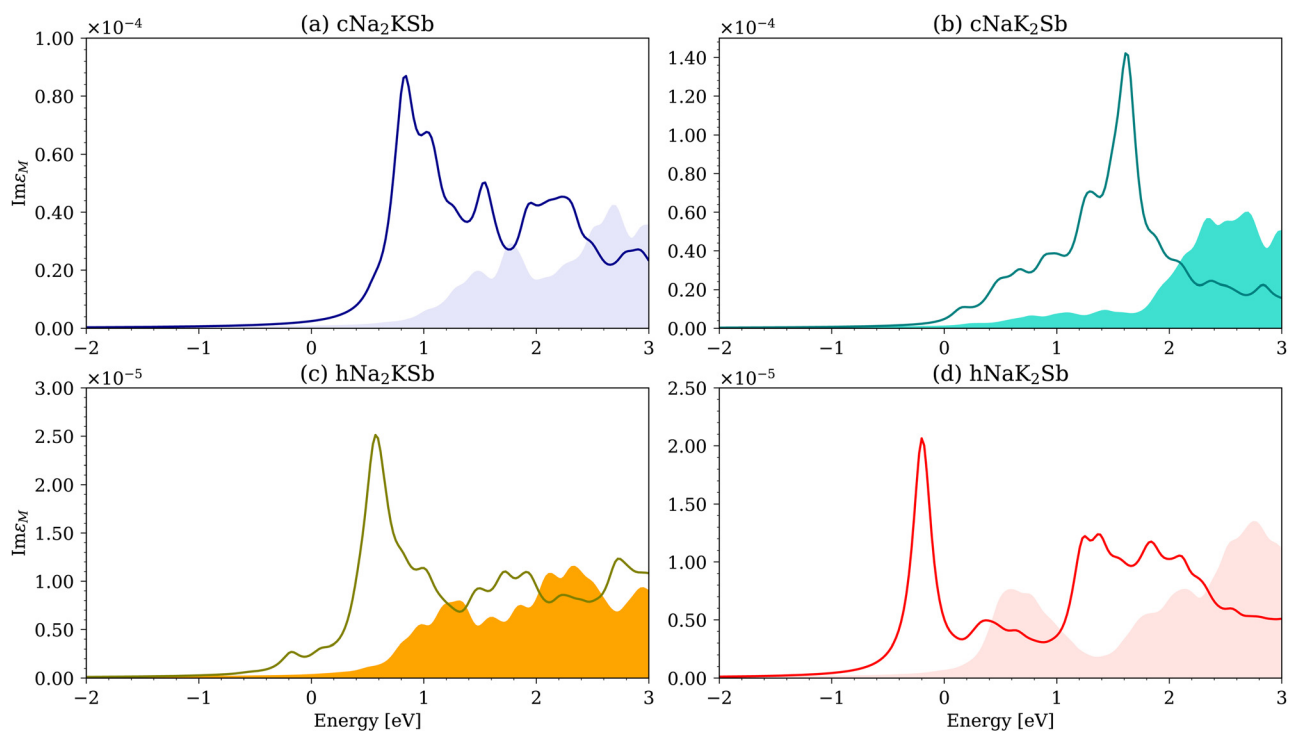 (a) cNa₂KSb
×10⁻⁴
1.00
0.80
0.60
0.40
0.20
0.00
Imε_M
−2 −1 0 1 2 3
(b) cNaK₂Sb
×10⁻⁴
1.40
1.20
1.00
0.80
0.60
0.40
0.20
0.00
−2 −1 0 1 2 3
(c) hNa₂KSb
×10⁻⁵
3.00
2.50
2.00
1.50
1.00
0.50
0.00
Imε_M
−2 −1 0 1 2 3
Energy [eV]
(d) hNaK₂Sb
×10⁻⁵
2.50
2.00
1.50
1.00
0.50
0.00
−2 −1 0 1 2 3
Energy [eV]